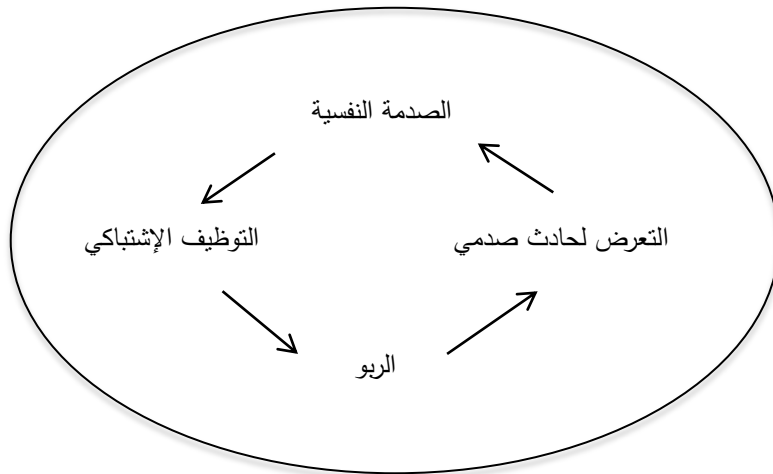 الصدمة النفسية
التعرض لحادث صدمي
التوظيف الإشتباكي
الربو